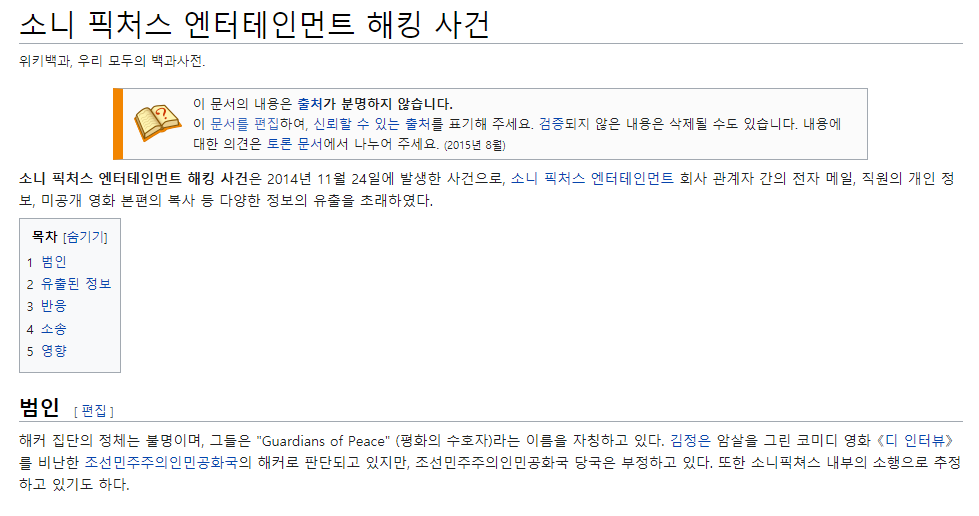 소니 픽처스 엔터테인먼트 해킹 사건
위키백과, 우리 모두의 백과사전.
이 문서의 내용은 출처가 분명하지 않습니다.
이 문서를 편집하여, 신뢰할 수 있는 출처를 표기해 주세요. 검증되지 않은 내용은 삭제될 수도 있습니다. 내용에
대한 의견은 토론 문서에서 나누어 주세요. (2015년 8월)
소니 픽처스 엔터테인먼트 해킹 사건은 2014년 11월 24일에 발생한 사건으로, 소니 픽처스 엔터테인먼트 회사 관계자 간의 전자 메일, 직원의 개인 정
보, 미공개 영화 본편의 복사 등 다양한 정보의 유출을 초래하였다.
목차 [숨기기]
1 범인
2 유출된 정보
3 반응
4 소송
5 영향
범인 [ 편집 ]
해커 집단의 정체는 불명이며, 그들은 "Guardians of Peace" (평화의 수호자)라는 이름을 자칭하고 있다. 김정은 암살을 그린 코미디 영화 《디 인터뷰》
를 비난한 조선민주주의인민공화국의 해커로 판단되고 있지만, 조선민주주의인민공화국 당국은 부정하고 있다. 또한 소니픽쳐스 내부의 소행으로 추정
하고 있기도 하다.